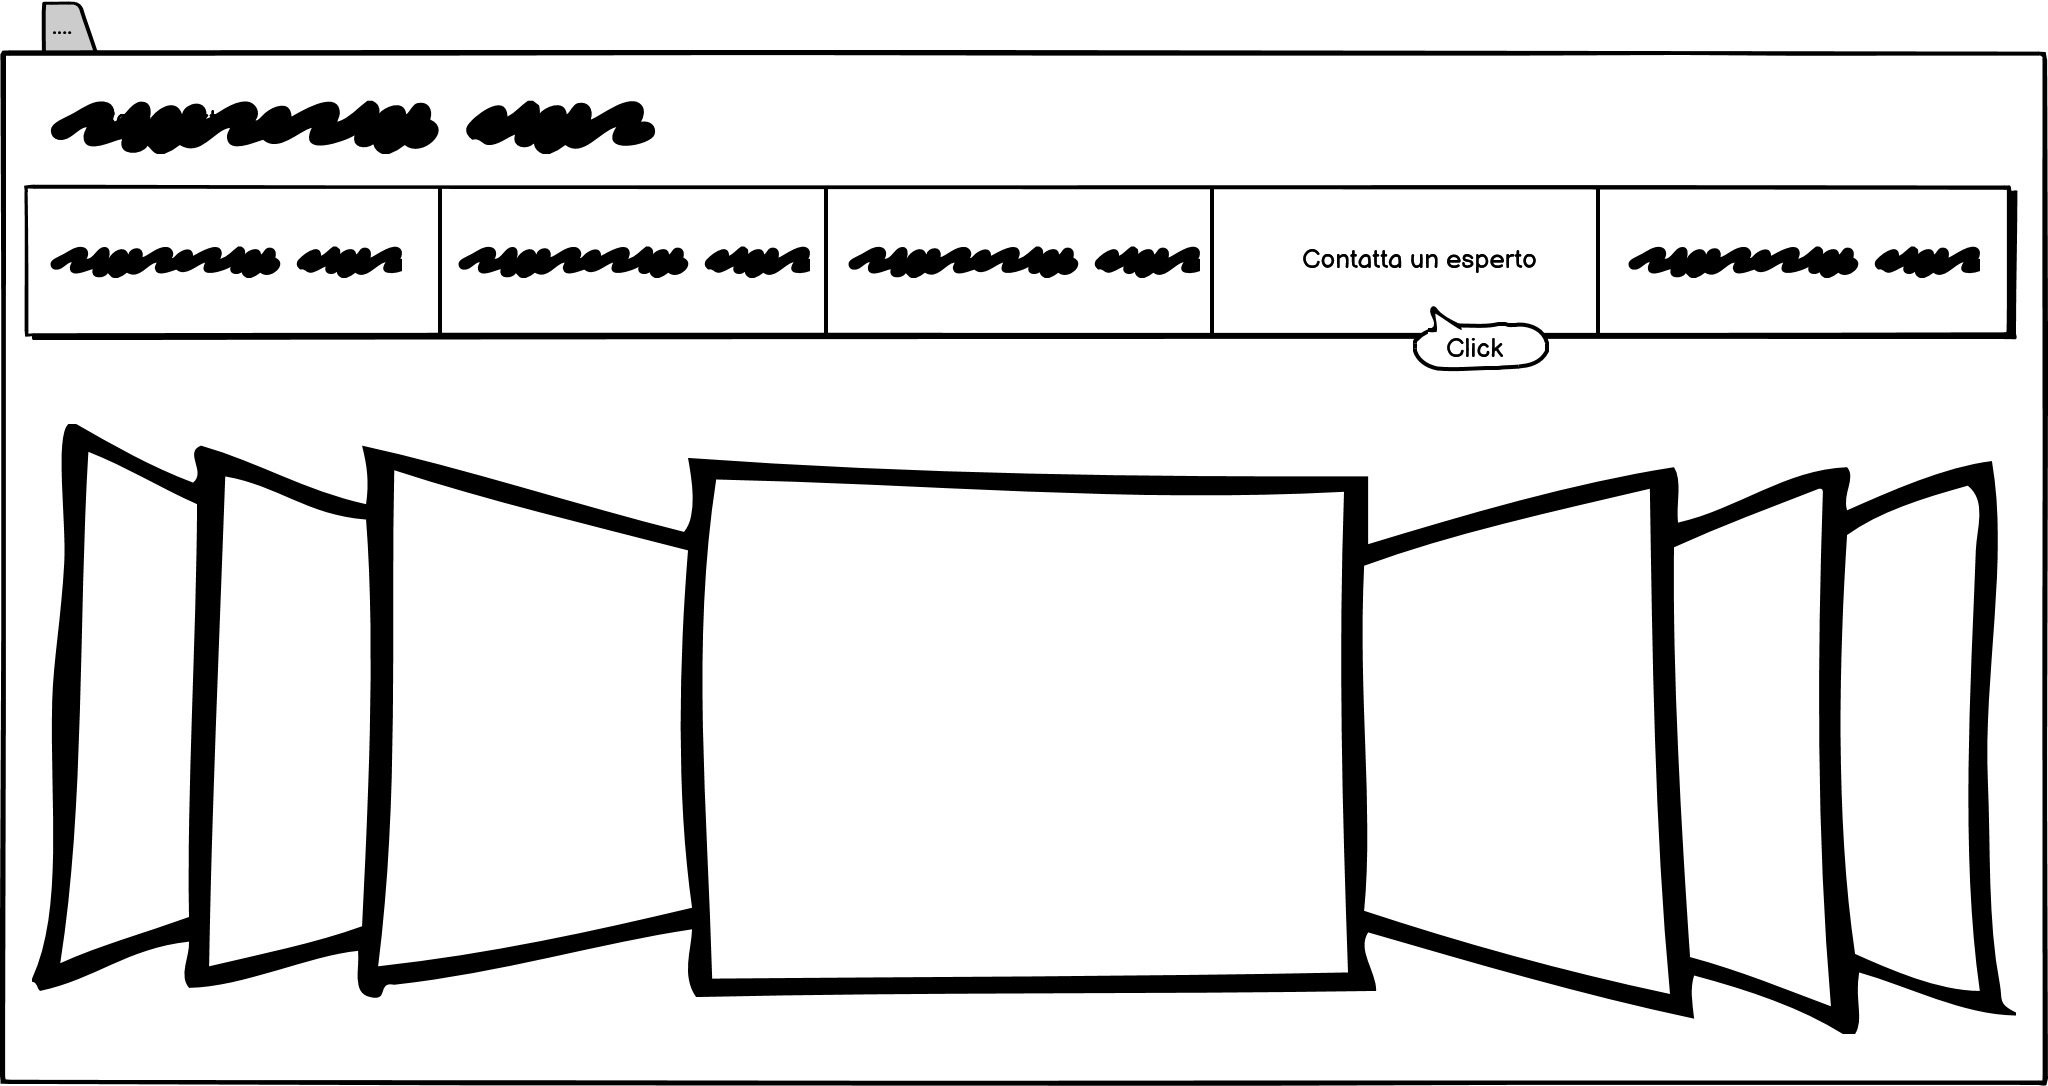 ....
Contatta un esperto
Click